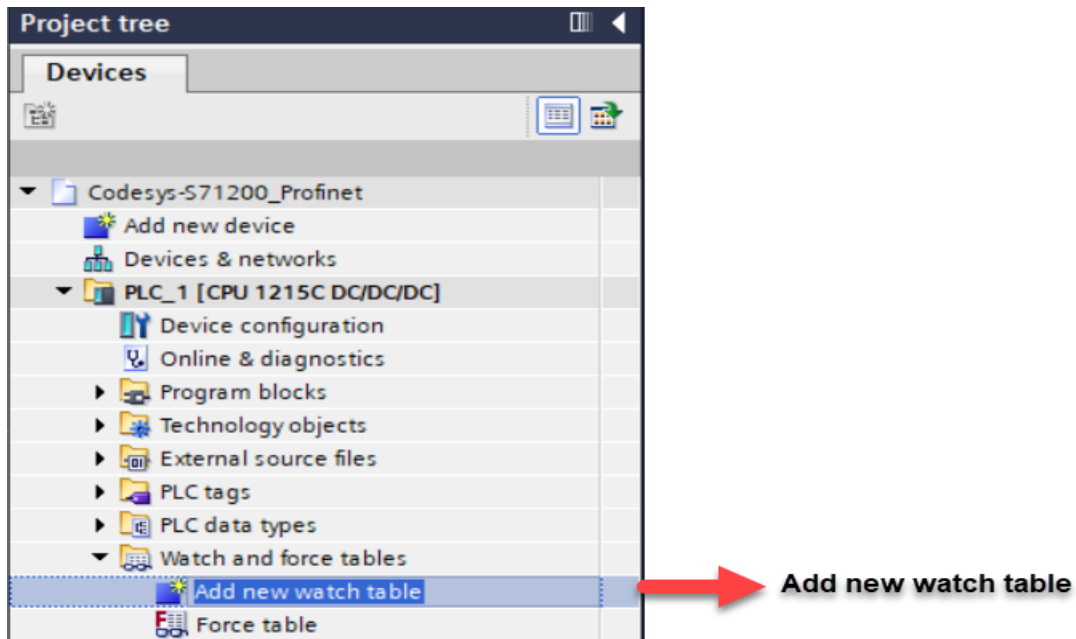 Project tree
Devices
Codesys-S71200_Profinet
Add new device
Devices & networks
PLC_1 [CPU 1215C DC/DC/DC]
Device configuration
Online & diagnostics
Program blocks
Technology objects
External source files
PLC tags
PLC data types
Watch and force tables
Add new watch table
Add new watch table
Force table